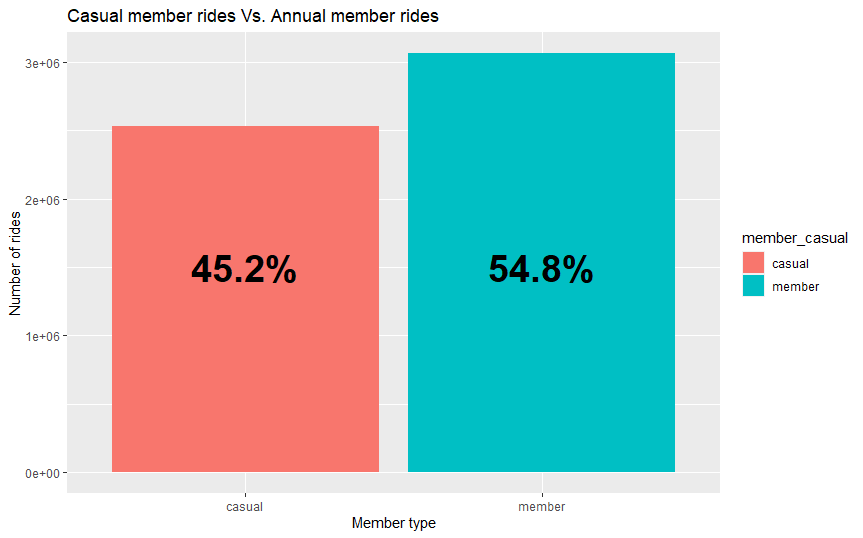 Casual member rides Vs. Annual member rides
Number of rides
3e+06
2e+06
1e+06
0e+00
45.2%
54.8%
casual
member
Member type
member_casual
casual
member